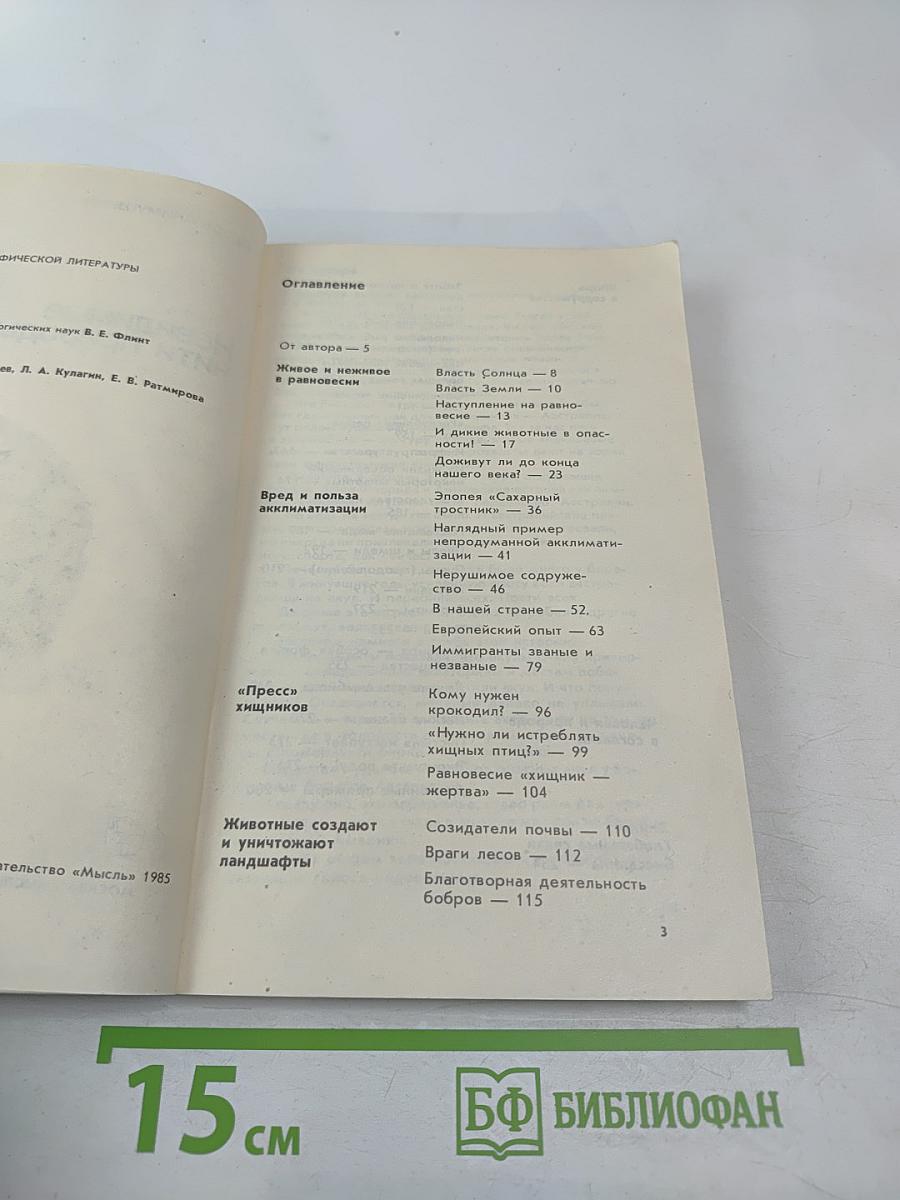 ФИЧЕСКОЙ ЛИТЕРАТУРЫ
огических наук В. Е. Флинт
ев, Л. А. Кулагин, Е. В. Ратмирова
ательство «Мысль» 1985
Оглавление
От автора — 5
Живое и неживое
в равновесии
Власть Солнца — 8
Власть Земли — 10
Наступление на равно-
весие — 13
И дикие животные в опас-
ности! — 17
Доживут ли до конца
нашего века? — 23
Вред и польза
акклиматизации
Эпопея «Сахарный
тростник» — 36
Наглядный пример
непродуманной акклимати-
зации — 41
Нерушимое содруже-
ство — 46
В нашей стране — 52.
Европейский опыт — 63
Иммигранты званые и
незваные — 79
«Пресс»
хищников
Кому нужен
крокодил? — 96
«Нужно ли истреблять
хищных птиц?» — 99
Равновесие «хищник —
жертва» — 104
Животные создают
и уничтожают
ландшафты
Созидатели почвы — 110
Враги лесов — 112
Благотворная деятельность
бобров — 115
3
15 см
БФ БИБЛИОФАН